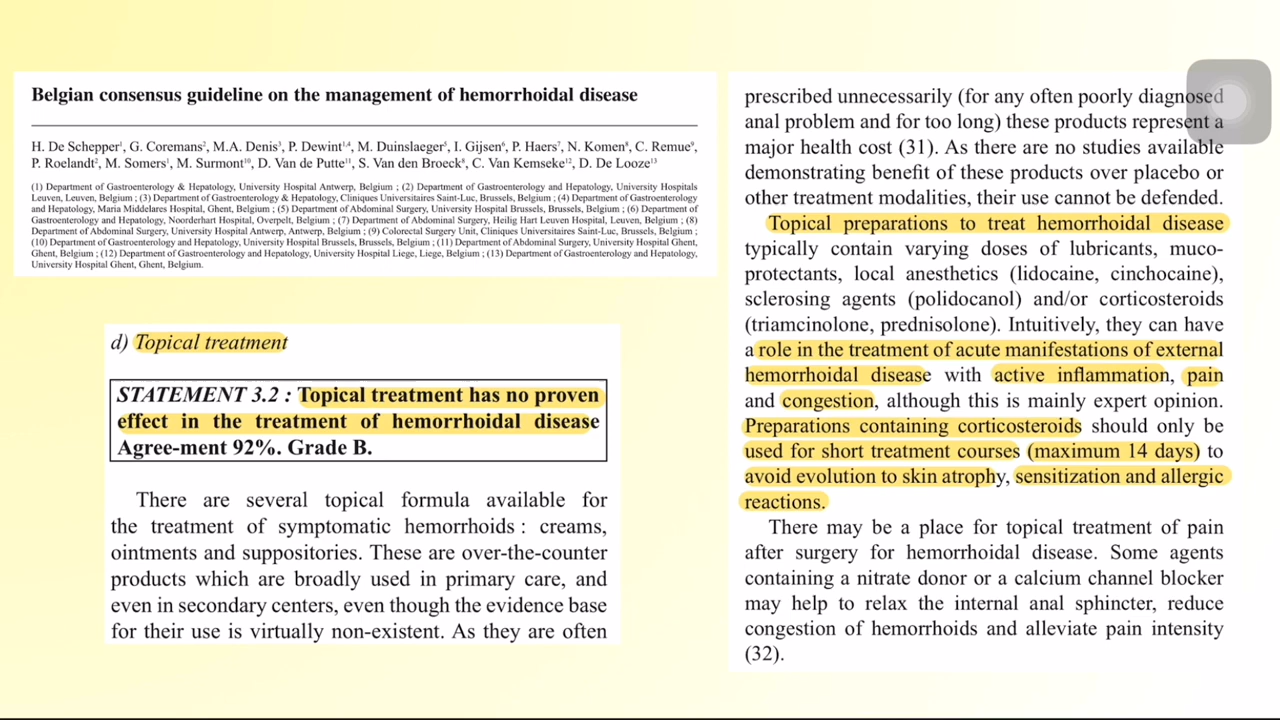 Belgian consensus guideline on the management of hemorrhoidal disease
H. De Schepper¹, G. Coremans², M.A. Denis³, P. Dewint¹,⁴, M. Duinslaeger⁵, I. Gijsen⁶, P. Haers⁷, N. Komen⁸, C. Remue⁹,
P. Roelandt², M. Somers¹, M. Surmont¹⁰, D. Van de Putte¹¹, S. Van den Broeck⁸, C. Van Kemseke¹², D. De Looze¹³
(1) Department of Gastroenterology & Hepatology, University Hospital Antwerp, Belgium ; (2) Department of Gastroenterology and Hepatology, University Hospitals
Leuven, Leuven, Belgium ; (3) Department of Gastroenterology & Hepatology, Cliniques Universitaires Saint-Luc, Brussels, Belgium ; (4) Department of Gastroenterology
and Hepatology, Maria Middelares Hospital, Ghent, Belgium ; (5) Department of Abdominal Surgery, University Hospital Brussels, Brussels, Belgium ; (6) Department of
Gastroenterology and Hepatology, Noorderhart Hospital, Overpelt, Belgium ; (7) Department of Abdominal Surgery, Heilig Hart Leuven Hospital, Leuven, Belgium ; (8)
Department of Abdominal Surgery, University Hospital Antwerp, Antwerp, Belgium ; (9) Colorectal Surgery Unit, Cliniques Universitaires Saint-Luc, Brussels, Belgium ;
(10) Department of Gastroenterology and Hepatology, University Hospital Brussels, Brussels, Belgium ; (11) Department of Abdominal Surgery, University Hospital Ghent,
Ghent, Belgium ; (12) Department of Gastroenterology and Hepatology, University Hospital Liege, Liege, Belgium ; (13) Department of Gastroenterology and Hepatology,
University Hospital Ghent, Ghent, Belgium.
d) Topical treatment
STATEMENT 3.2 : Topical treatment has no proven
effect in the treatment of hemorrhoidal disease
Agree-ment 92%. Grade B.
There are several topical formula available for
the treatment of symptomatic hemorrhoids : creams,
ointments and suppositories. These are over-the-counter
products which are broadly used in primary care, and
even in secondary centers, even though the evidence base
for their use is virtually non-existent. As they are often
prescribed unnecessarily (for any often poorly diagnosed
anal problem and for too long) these products represent a
major health cost (31). As there are no studies available
demonstrating benefit of these products over placebo or
other treatment modalities, their use cannot be defended.
Topical preparations to treat hemorrhoidal disease
typically contain varying doses of lubricants, muco-
protectants, local anesthetics (lidocaine, cinchocaine),
sclerosing agents (polidocanol) and/or corticosteroids
(triamcinolone, prednisolone). Intuitively, they can have
a role in the treatment of acute manifestations of external
hemorrhoidal disease with active inflammation, pain
and congestion, although this is mainly expert opinion.
Preparations containing corticosteroids should only be
used for short treatment courses (maximum 14 days) to
avoid evolution to skin atrophy, sensitization and allergic
reactions.
There may be a place for topical treatment of pain
after surgery for hemorrhoidal disease. Some agents
containing a nitrate donor or a calcium channel blocker
may help to relax the internal anal sphincter, reduce
congestion of hemorrhoids and alleviate pain intensity
(32).